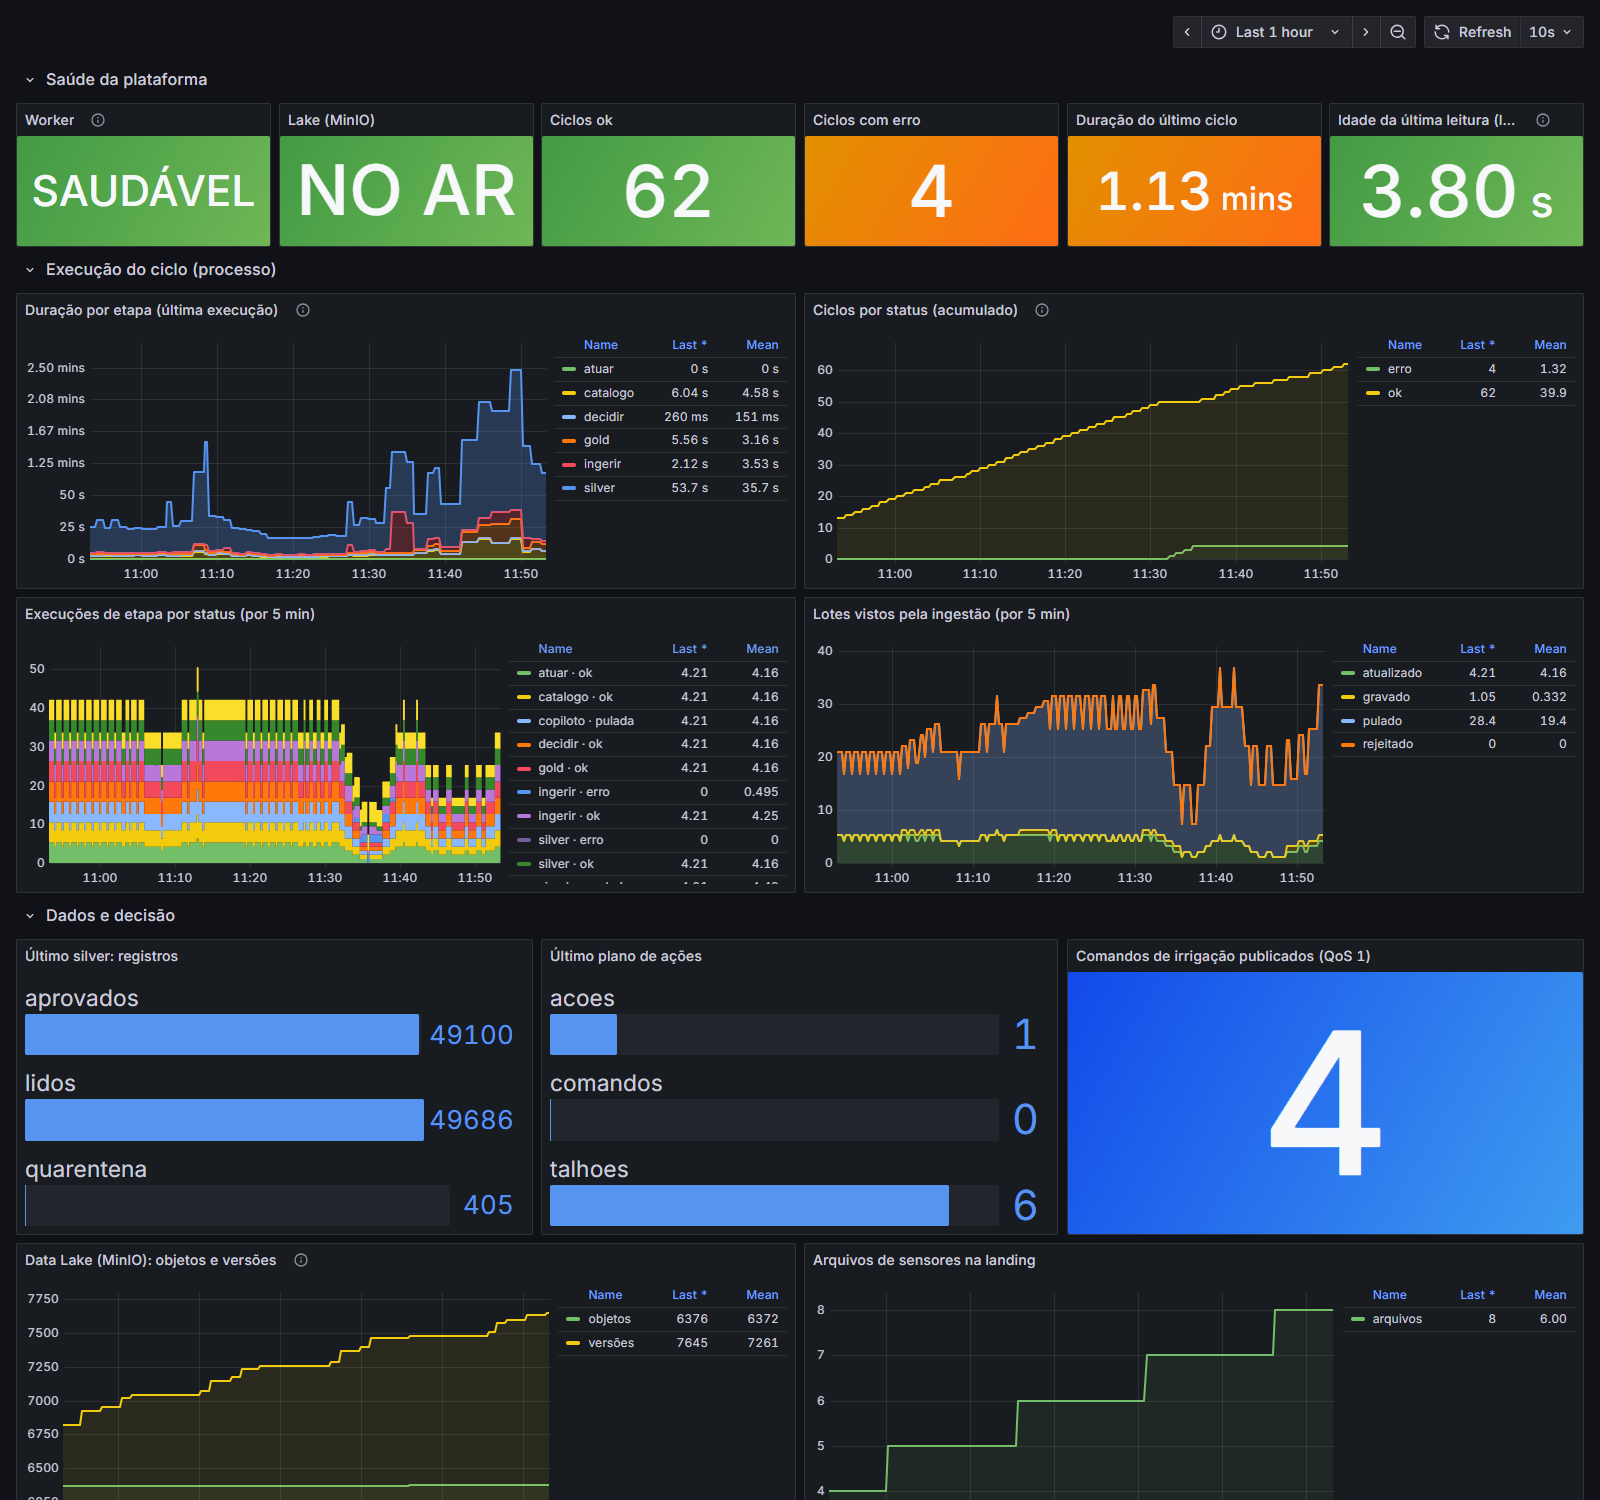 Last 1 hour
Refresh
10s
Saúde da plataforma
Worker
Lake (MinIO)
Ciclos ok
Ciclos com erro
Duração do último ciclo
Idade da última leitura (I...
SAUDÁVEL
NO AR
62
4
1.13 mins
3.80 s
Execução do ciclo (processo)
Duração por etapa (última execução)
2.50 mins
2.08 mins
1.67 mins
1.25 mins
50 s
25 s
0 s
11:00 11:10 11:20 11:30 11:40 11:50
Name Last * Mean
atuar 0 s 0 s
catalogo 6.04 s 4.58 s
decidir 260 ms 151 ms
gold 5.56 s 3.16 s
ingerir 2.12 s 3.53 s
silver 53.7 s 35.7 s
Ciclos por status (acumulado)
60
50
40
30
20
10
0
11:00 11:10 11:20 11:30 11:40 11:50
Name Last * Mean
erro 4 1.32
ok 62 39.9
Execuções de etapa por status (por 5 min)
50
40
30
20
10
0
11:00 11:10 11:20 11:30 11:40 11:50
Name Last * Mean
atuar · ok 4.21 4.16
catalogo · ok 4.21 4.16
copiloto · pulada 4.21 4.16
decidir · ok 4.21 4.16
gold · ok 4.21 4.16
ingerir · erro 0 0.495
ingerir · ok 4.21 4.25
silver · erro 0 0
silver · ok 4.21 4.16
Lotes vistos pela ingestão (por 5 min)
40
30
20
10
0
11:00 11:10 11:20 11:30 11:40 11:50
Name Last * Mean
atualizado 4.21 4.16
gravado 1.05 0.332
pulado 28.4 19.4
rejeitado 0 0
Dados e decisão
Último silver: registros
aprovados
49100
lidos
49686
quarentena
405
Último plano de ações
acoes
1
comandos
0
talhoes
6
Comandos de irrigação publicados (QoS 1)
4
Data Lake (MinIO): objetos e versões
7750
7500
7250
7000
6750
6500
Name Last * Mean
objetos 6376 6372
versões 7645 7261
Arquivos de sensores na landing
8
7
6
5
4
Name Last * Mean
arquivos 8 6.00